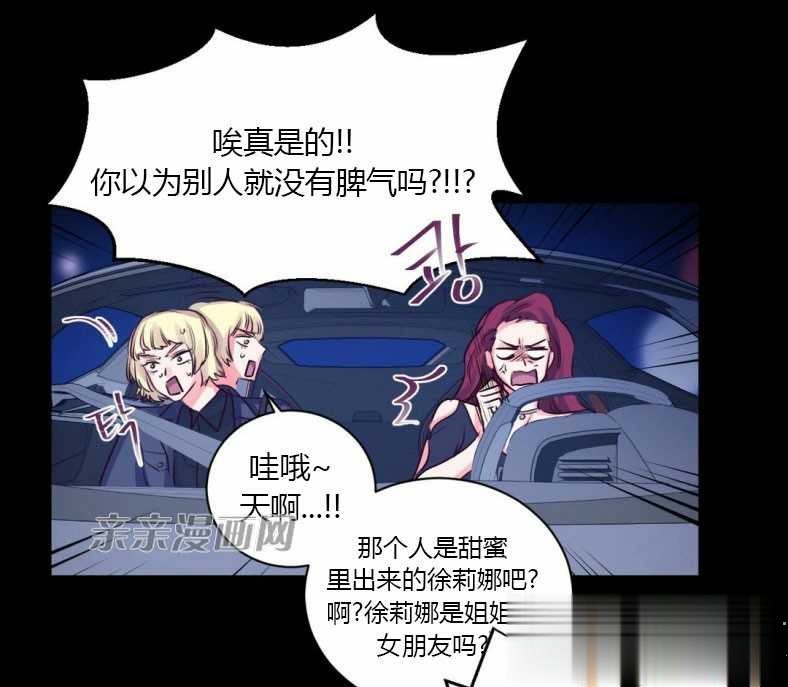 唉真是的!!
你以为别人就没有脾气吗?!!?
쾅
탁
哇哦~
天啊...!!
亲亲漫画网
那个人是甜蜜
里出来的徐莉娜吧?
啊?徐莉娜是姐姐
女朋友吗?